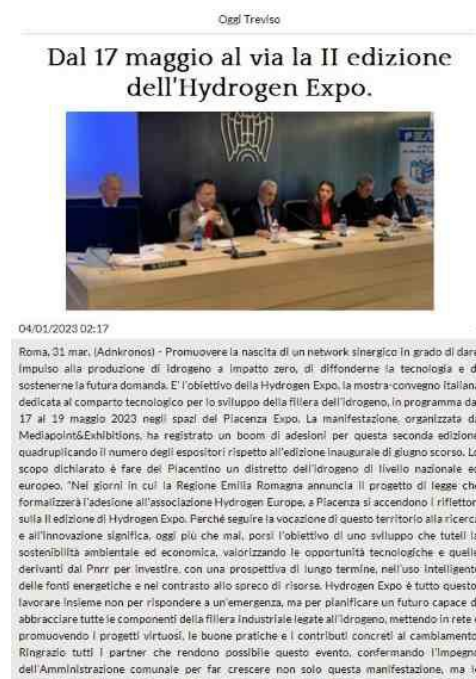 Oggi Treviso
Dal 17 maggio al via la II edizione
dell'Hydrogen Expo.
04/01/2023 02:17
Roma, 31 mar. (Adnkronos) - Promuovere la nascita di un network sinergico in grado di dare
impulso alla produzione di idrogeno a impatto zero, di diffonderne la tecnologia e di
sostenerne la futura domanda. E' l'obiettivo della Hydrogen Expo, la mostra-convegno italiana
dedicata al comparto tecnologico per lo sviluppo della filiera dell'idrogeno, in programma dal
17 al 19 maggio 2023 negli spazi del Piacenza Expo. La manifestazione, organizzata da
Mediapoint&Exhibitions, ha registrato un boom di adesioni per questa seconda edizione
quadruplicando il numero degli espositori rispetto all'edizione inaugurale di giugno scorso. Lo
scopo dichiarato è fare del Piacentino un distretto dell'idrogeno di livello nazionale ed
europeo. "Nei giorni in cui la Regione Emilia Romagna annuncia il progetto di legge che
formalizzerà l'adesione all'associazione Hydrogen Europe, a Piacenza si accendono i riflettori
sulla II edizione di Hydrogen Expo. Perché seguire la vocazione di questo territorio alla ricerca
e all'innovazione significa, oggi più che mai, porsi l'obiettivo di uno sviluppo che tuteli la
sostenibilità ambientale ed economica, valorizzando le opportunità tecnologiche e quelle
derivanti dal Pnrr per investire, con una prospettiva di lungo termine, nell'uso intelligente
delle fonti energetiche e nel contrasto allo spreco di risorse. Hydrogen Expo è tutto questo:
lavorare insieme non per rispondere a un'emergenza, ma per pianificare un futuro capace di
abbracciare tutte le componenti della filiera industriale legate all'idrogeno, mettendo in rete e
promuovendo i progetti virtuosi, le buone pratiche e i contributi concreti al cambiamento.
Ringrazio tutti i partner che rendono possibile questo evento, confermando l'impegno
dell'Amministrazione comunale per far crescere non solo questa manifestazione, ma le